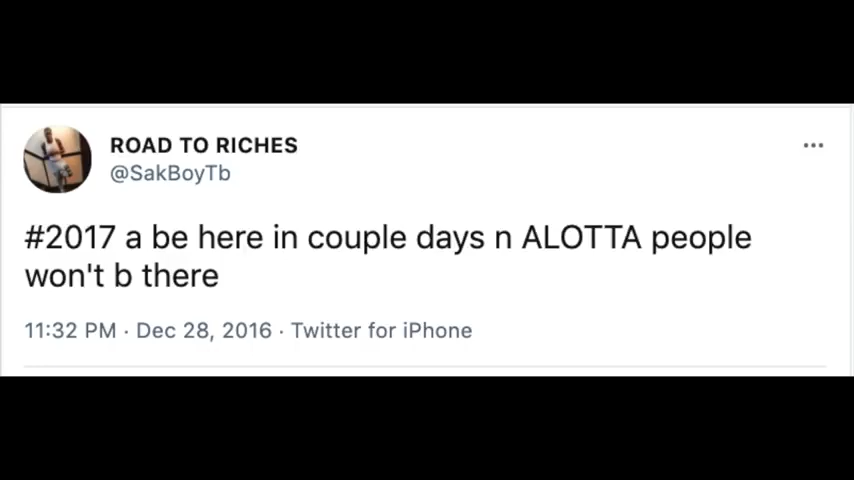 ROAD TO RICHES
@SakBoyTb
#2017 a be here in couple days n ALOTTA people
won't b there
11:32 PM · Dec 28, 2016 · Twitter for iPhone